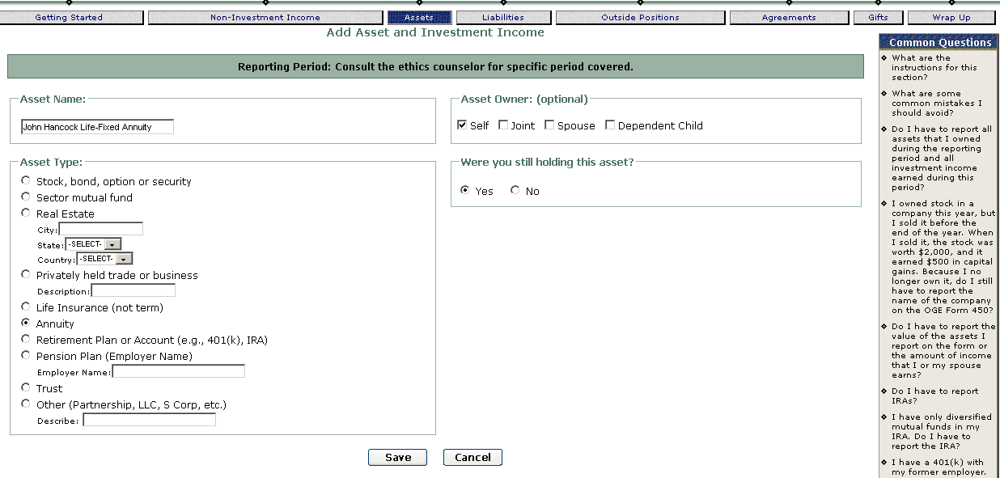 Getting Started Non-Investment Income Assets Liabilities Outside Positions Agreements Gifts Wrap Up
Add Asset and Investment Income
Reporting Period: Consult the ethics counselor for specific period covered.
Asset Name:
John Hancock Life-Fixed Annuity
Asset Owner: (optional)
Self Joint Spouse Dependent Child
Asset Type:
Stock, bond, option or security
Sector mutual fund
Real Estate
City:
State: -SELECT-
Country: -SELECT-
Privately held trade or business
Description:
Life Insurance (not term)
Annuity
Retirement Plan or Account (e.g., 401(k), IRA)
Pension Plan (Employer Name)
Employer Name:
Trust
Other (Partnership, LLC, S Corp, etc.)
Describe:
Were you still holding this asset?
Yes No
Save Cancel
Common Questions
What are the
instructions for this
section?
What are some
common mistakes I
should avoid?
Do I have to report all
assets that I owned
during the reporting
period and all
investment income
earned during this
period?
I owned stock in a
company this year, but
I sold it before the
end of the year. When
I sold it, the stock was
worth $2,000, and it
earned $500 in capital
gains. Because I no
longer own it, do I still
have to report the
name of the company
on the OGE Form 450?
Do I have to report the
value of the assets I
report on the form or
the amount of income
that I or my spouse
earns?
Do I have to report
IRAs?
I have only diversified
mutual funds in my
IRA. Do I have to
report the IRA?
I have a 401(k) with
my former employer.